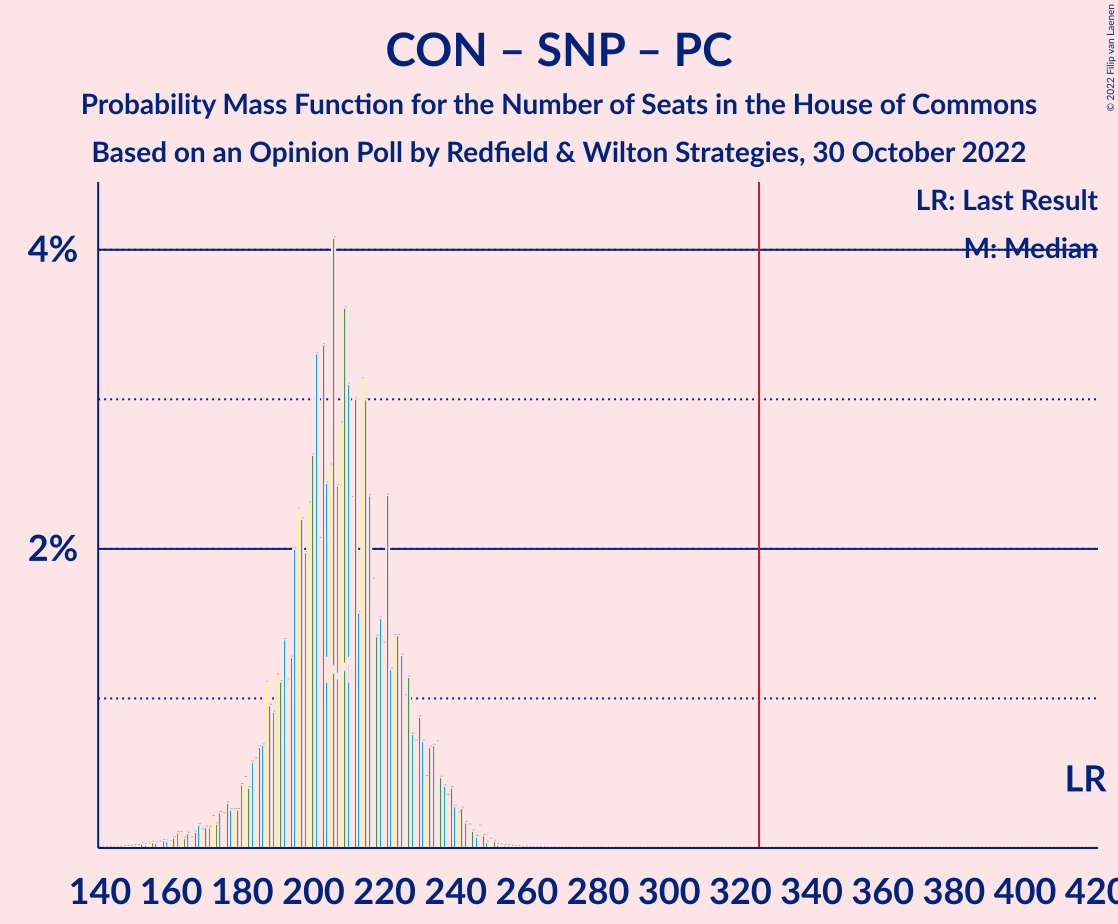 CON – SNP – PC
Probability Mass Function for the Number of Seats in the House of Commons
Based on an Opinion Poll by Redfield & Wilton Strategies, 30 October 2022
© 2022 Filip van Laenen
LR: Last Result
M: Median
4%
2%
LR
140 160 180 200 220 240 260 280 300 320 340 360 380 400 420